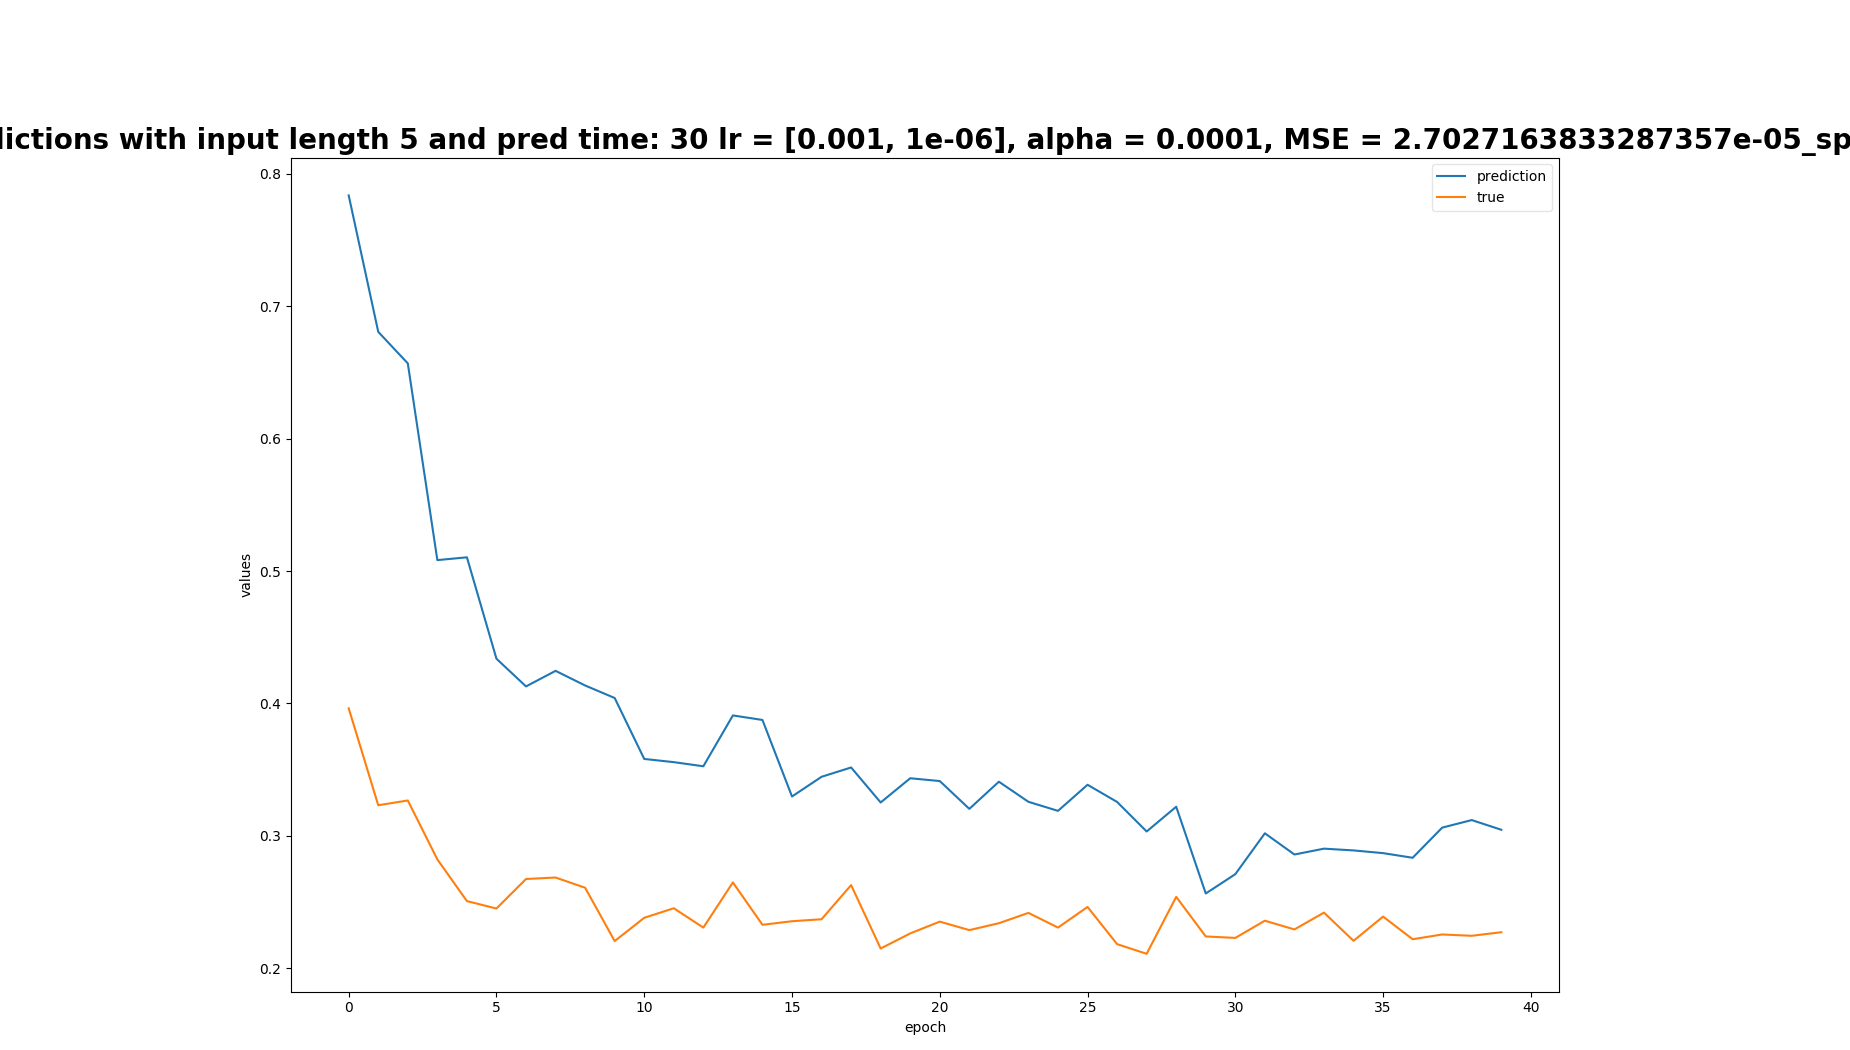 dictions with input length 5 and pred time: 30 lr = [0.001, 1e-06], alpha = 0.0001, MSE = 2.7027163833287357e-05_sp
prediction
true
0.8
0.7
0.6
0.5
0.4
0.3
0.2
values
0 5 10 15 20 25 30 35 40
epoch